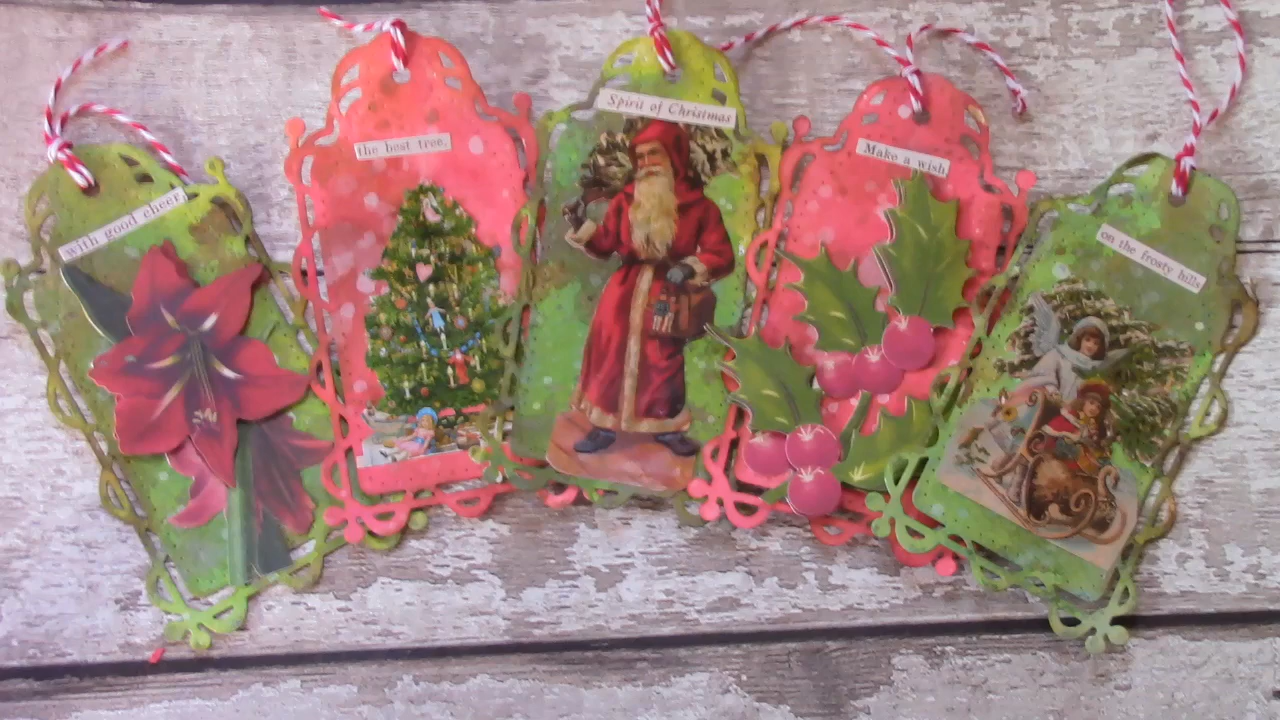 with good cheer,
the best tree.
Spirit of Christmas
Make a wish
on the frosty hills